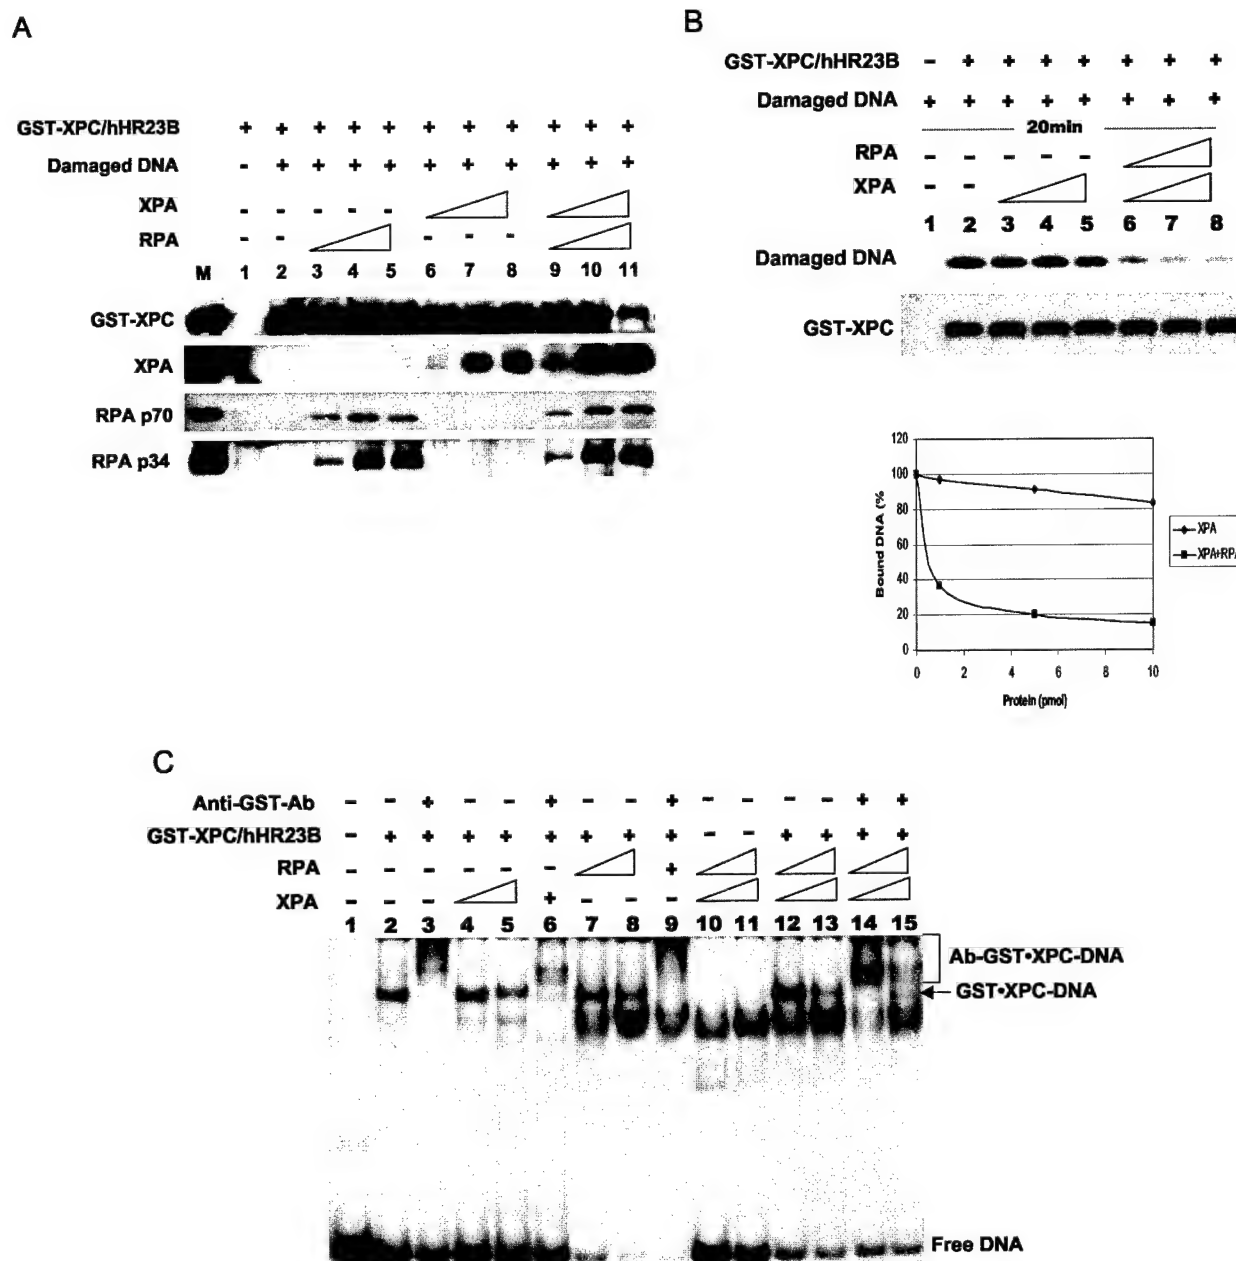 A
GST-XPC/hHR23B + + + + + + + + + + +
Damaged DNA - + + + + + + + + + +
XPA - - - - -
RPA - - - - -
M 1 2 3 4 5 6 7 8 9 10 11
GST-XPC
XPA
RPA p70
RPA p34
B
GST-XPC/hHR23B - + + + + + + +
Damaged DNA + + + + + + + +
20min
RPA - - - - -
XPA - -
1 2 3 4 5 6 7 8
Damaged DNA
GST-XPC
120
100
80
60
40
20
0
Bound DNA (%
0 2 4 6 8 10
Protein (pmol)
XPA
XPA+RPA
C
Anti-GST-Ab - - + - - + - - + - - - - + +
GST-XPC/hHR23B - + + + + + + + + - - + + + +
RPA - - - - - - +
XPA - - - + - - -
1 2 3 4 5 6 7 8 9 10 11 12 13 14 15
Ab-GST•XPC-DNA
GST•XPC-DNA
Free DNA